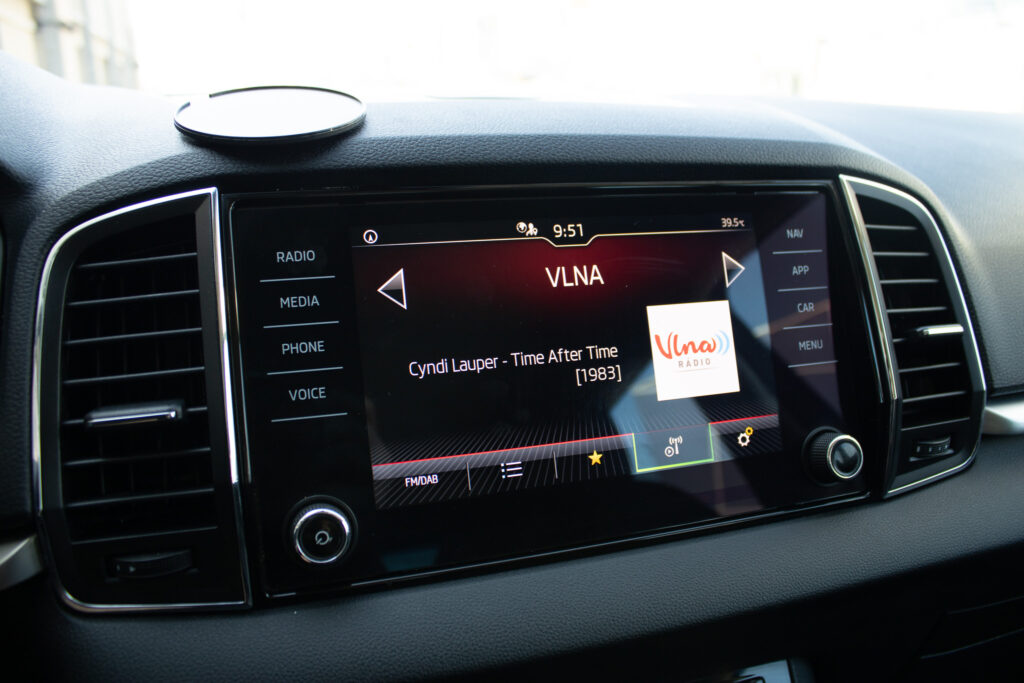 9:51
39.5°C
RADIO
MEDIA
PHONE
VOICE
VLNA
Cyndi Lauper - Time After Time
[1983]
Vlna
RÁDIO
FM/DAB
NAV
APP
CAR
MENU